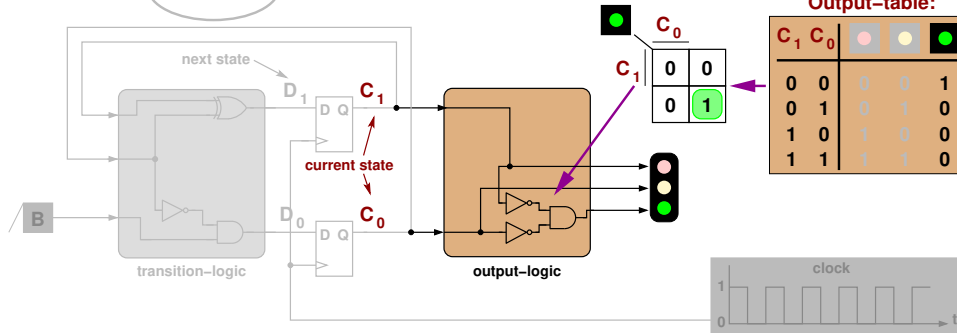 Output-table:
C0
C1 C0
next state
C1
0 0
D1
C1
0 1
0 0 0 0 1
D Q
0 1 0 1 0
1 0 1 0 0
current state
1 1 1 1 0
B
D0
C0
D Q
transition-logic
output-logic
clock
1
0
t